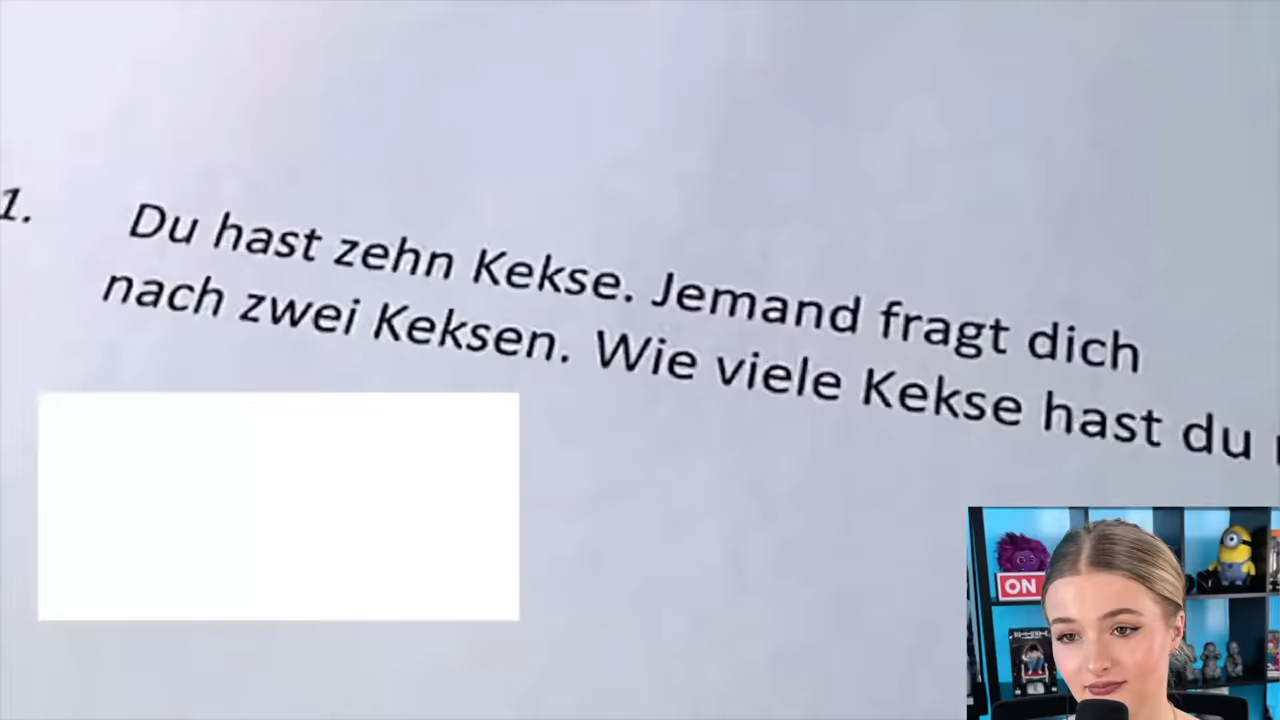 1. Du hast zehn Kekse. Jemand fragt dich
nach zwei Keksen. Wie viele Kekse hast du
ON